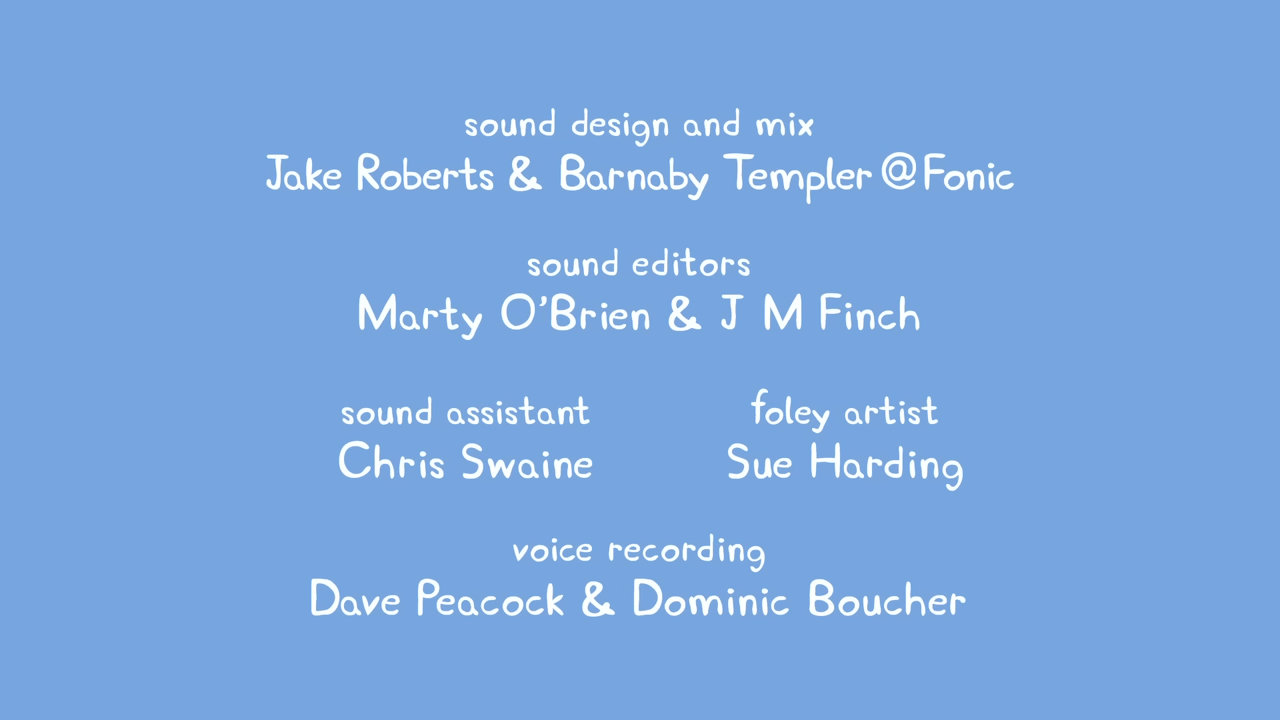 sound design and mix
Jake Roberts & Barnaby Templer @ Fonic
sound editors
Marty O'Brien & J M Finch
sound assistant
Chris Swaine
foley artist
Sue Harding
voice recording
Dave Peacock & Dominic Boucher